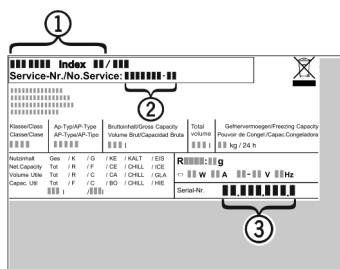 1
Index /
Service-Nr./No.Service: -
2
Klasse/Class Ap-Typ/AP-Type Bruttoinhalt/Gross Capacity Total Gefriervermoegen/Freezing Capacity
Classe/Clase AP-Type/AP-Tipo Volume Brut/Capacidad Bruta volume Pouvoir de Congel./Capac.Congeladora
l l kg / 24 h
Nutzinhalt Ges / K / G / KE / KALT / EIS
Net.Capacity Tot / R / F / CE / CHILL / ICE
Volume Utile Tot / R / C / CA / CHILL / GLA
Capac. Util Tot / F / C / BO / CHILL / HIE
l / l
R : g
W A - V Hz
Serial-Nr. . . .
3